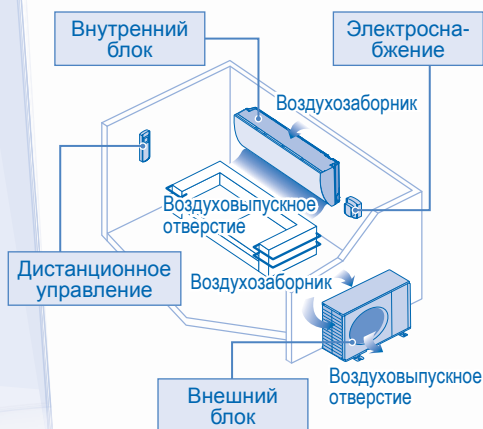 Внутренний
блок
Электросна-
бжение
Воздухозаборник
Воздуховыпускное
отверстие
Дистанционное
управление
Воздухозаборник
Воздуховыпускное
отверстие
Внешний
блок